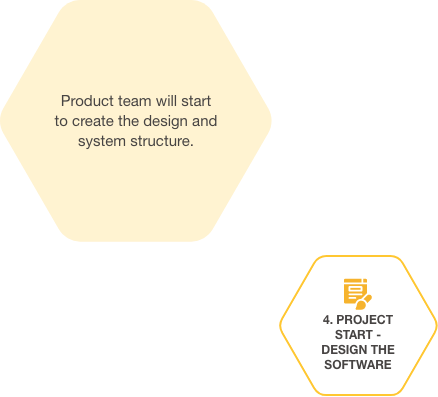 Product team will start
to create the design and
system structure.
4. PROJECT
START -
DESIGN THE
SOFTWARE